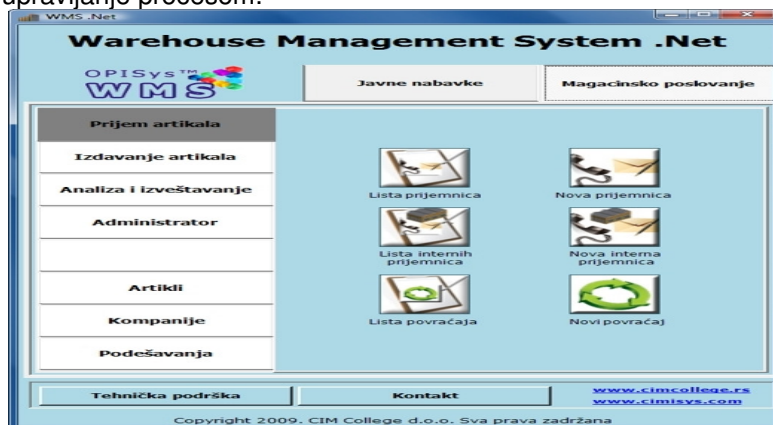 upravljanje procesom.
WMS .Net
Warehouse Management System .Net
OPISys™
WMS
Javne nabavke
Magacinsko poslovanje
Prijem artikala
Izdavanje artikala
Analiza i izveštavanje
Administrator
Artikli
Kompanije
Podešavanja
Lista prijemnica
Nova prijemnica
Lista internih
prijemnica
Nova interna
prijemnica
Lista povraćaja
Novi povraćaj
Tehnička podrška
Kontakt
www.cimcollege.rs
www.cimisys.com
Copyright 2009. CIM College d.o.o. Sva prava zadržana